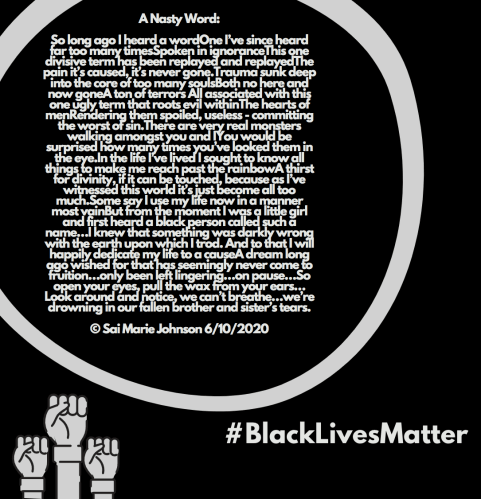 A Nasty Word:
So long ago I heard a wordOne I've since heard
far too many timesSpoken in ignoranceThis one
divisive term has been replayed and replayedThe
pain it's caused, it's never gone.Trauma sunk deep
into the core of too many soulsBoth no here and
now goneA ton of terrors All associated with this
one ugly term that roots evil withinThe hearts of
menRendering them spoiled, useless - committing
the worst of sin.There are very real monsters
walking amongst you and IYou would be
surprised how many times you've looked them in
the eye.In the life I've lived I sought to know all
things to make me reach past the rainbowA thirst
for divinity, if it can be touched, because as I've
witnessed this world it's just become all too
much.Some say I use my life now in a manner
most vainBut from the moment I was a little girl
and first heard a black person called such a
name...I knew that something was darkly wrong
with the earth upon which I trod. And to that I will
happily dedicate my life to a causeA dream long
ago wished for that has seemingly never come to
fruition...only been left lingering...on pause...So
open your eyes, pull the wax from your ears...
Look around and notice, we can't breathe...we're
drowning in our fallen brother and sister's tears.
© Sai Marie Johnson 6/10/2020
#BlackLivesMatter